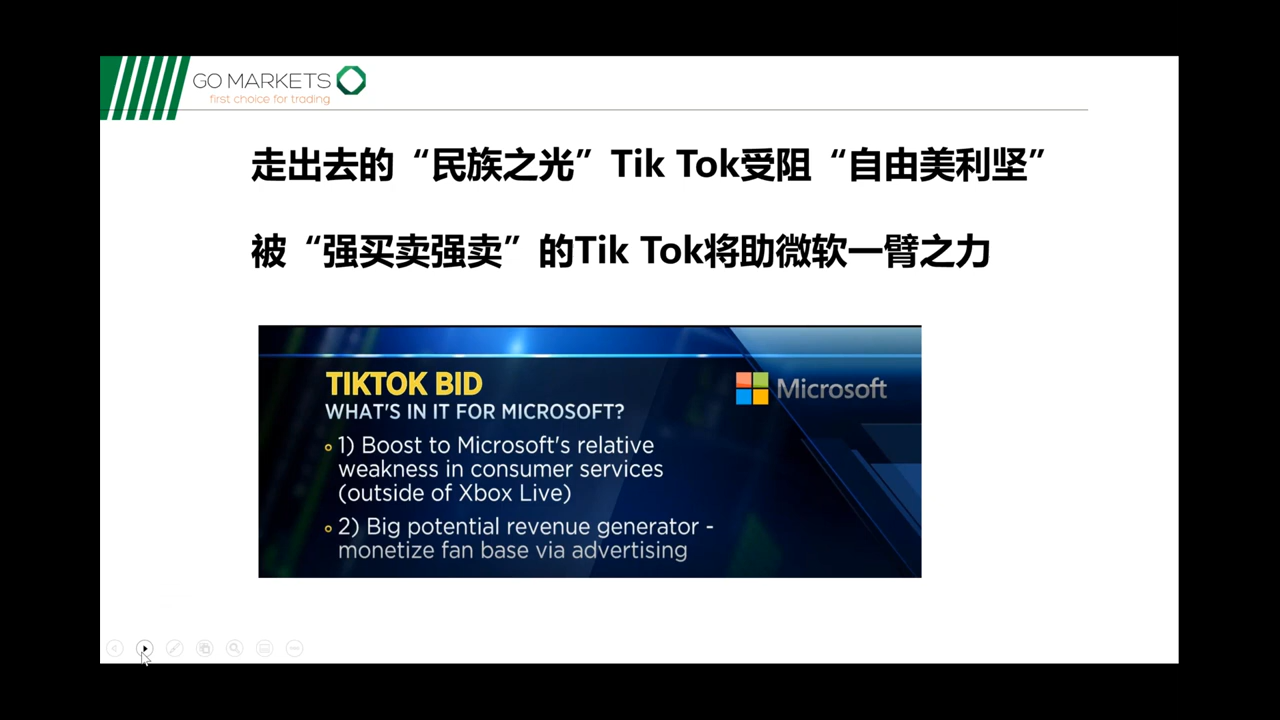 GO MARKETS
first choice for trading
走出去的“民族之光”Tik Tok受阻“自由美利坚”
被“强买卖强卖”的Tik Tok将助微软一臂之力
TIKTOK BID
WHAT'S IN IT FOR MICROSOFT?
Microsoft
1) Boost to Microsoft's relative
weakness in consumer services
(outside of Xbox Live)
2) Big potential revenue generator -
monetize fan base via advertising